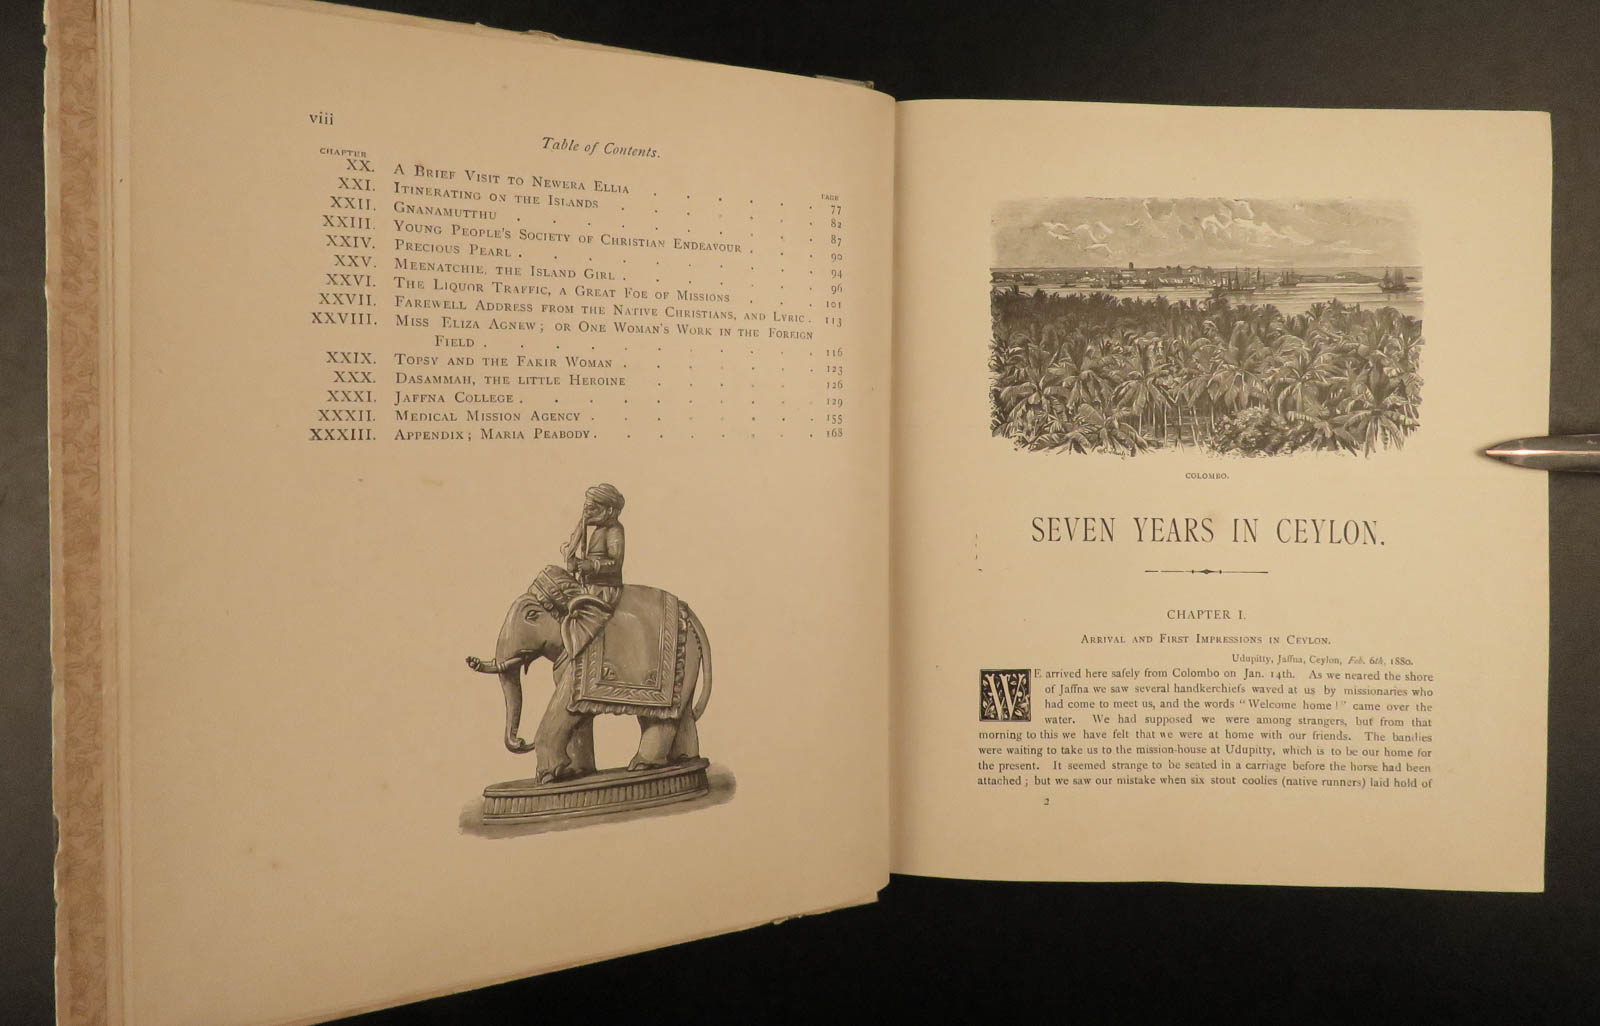 viii
Table of Contents.
CHAPTER
PAGE
XX. A Brief Visit to Newera Ellia . . . . . . 77
XXI. Itinerating on the Islands . . . . . . . 82
XXII. Gnanamutthu . . . . . . . . . 87
XXIII. Young People's Society of Christian Endeavour . . . 90
XXIV. Precious Pearl . . . . . . . . . 94
XXV. Meenatchie, the Island Girl . . . . . . . 96
XXVI. The Liquor Traffic, a Great Foe of Missions . . . 101
XXVII. Farewell Address from the Native Christians, and Lyric . 113
XXVIII. Miss Eliza Agnew; or One Woman's Work in the Foreign
Field . . . . . . . . . . 116
XXIX. Topsy and the Fakir Woman . . . . . . . 123
XXX. Dasammah, the little Heroine . . . . . . 126
XXXI. Jaffna College . . . . . . . . . 129
XXXII. Medical Mission Agency . . . . . . . 155
XXXIII. Appendix; Maria Peabody . . . . . . . 168
COLOMBO.
SEVEN YEARS IN CEYLON.
CHAPTER I.
Arrival and First Impressions in Ceylon.
Udupitty, Jaffna, Ceylon, Feb. 6th, 1880.
WE arrived here safely from Colombo on Jan. 14th. As we neared the shore
of Jaffna we saw several handkerchiefs waved at us by missionaries who
had come to meet us, and the words "Welcome home!" came over the
water. We had supposed we were among strangers, but from that
morning to this we have felt that we were at home with our friends. The bandies
were waiting to take us to the mission-house at Udupitty, which is to be our home for
the present. It seemed strange to be seated in a carriage before the horse had been
attached; but we saw our mistake when six stout coolies (native runners) laid hold of
2